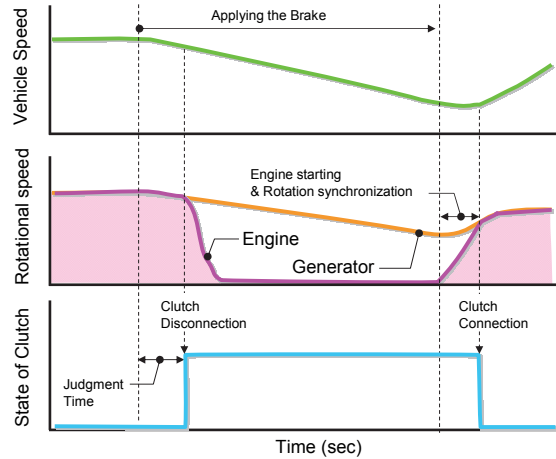 Applying the Brake
Vehicle Speed
Engine starting
& Rotation synchronization
Rotational speed
Engine
Generator
Clutch
Disconnection
Clutch
Connection
State of Clutch
Judgment
Time
Time (sec)